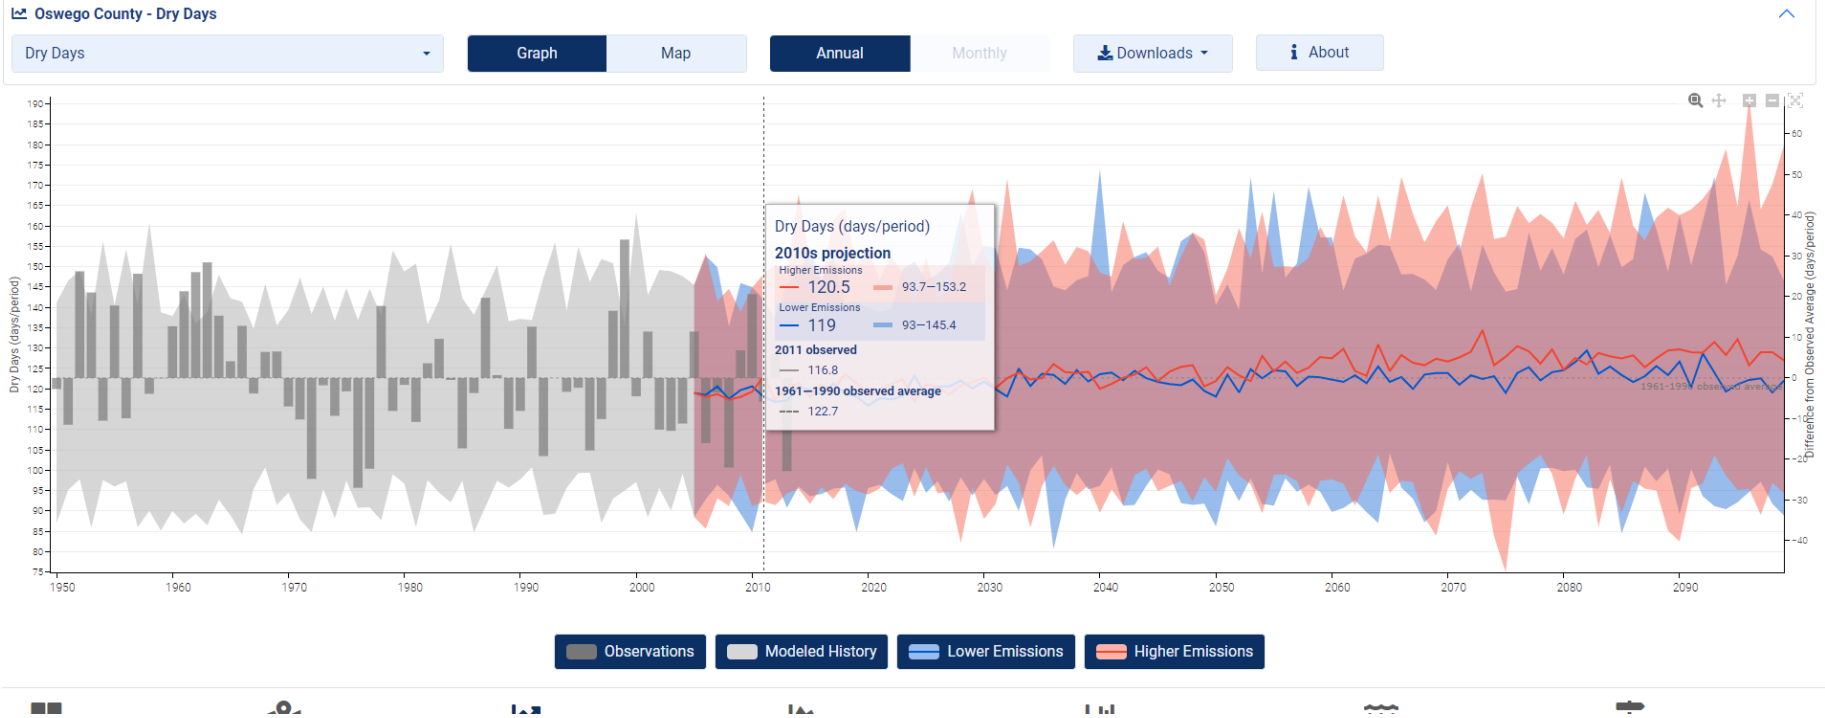 Oswego County - Dry Days
Dry Days
Graph
Map
Annual
Monthly
Downloads
About
190
185
180
175
170
165
160
155
150
145
140
135
130
125
120
115
110
105
100
95
90
85
80
75
Dry Days (days/period)
60
50
40
30
20
10
0
-10
-20
-30
-40
Difference from Observed Average (days/period)
Dry Days (days/period)
2010s projection
Higher Emissions
120.5 93.7—153.2
Lower Emissions
119 93—145.4
2011 observed
116.8
1961—1990 observed average
122.7
1961-1990 observed average
1950 1960 1970 1980 1990 2000 2010 2020 2030 2040 2050 2060 2070 2080 2090
Observations
Modeled History
Lower Emissions
Higher Emissions